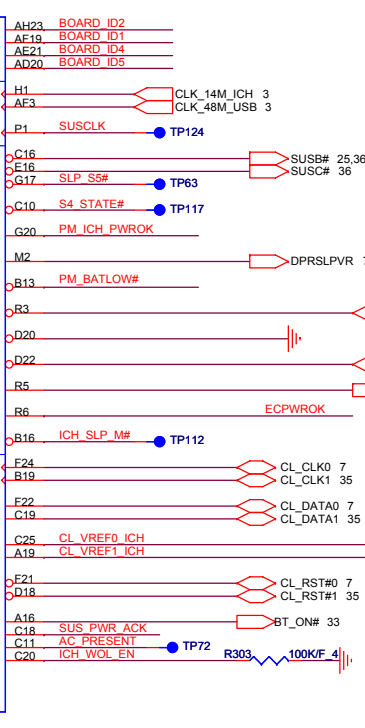 AH23 BOARD_ID2
AF19 BOARD_ID1
AE21 BOARD_ID4
AD20 BOARD_ID5
H1 CLK_14M_ICH 3
AF3 CLK_48M_USB 3
P1 SUSCLK TP124
C16 SUSB# 25,36
E16 SUSC# 36
G17 SLP_S5# TP63
C10 S4_STATE# TP117
G20 PM_ICH_PWROK
M2 DPRSLPVR 7
B13 PM_BATLOW#
R3
D20
D22
R5
R6 ECPWROK
B16 ICH_SLP_M# TP112
F24 CL_CLK0 7
B19 CL_CLK1 35
F22 CL_DATA0 7
C19 CL_DATA1 35
C25 CL_VREF0_ICH
A19 CL_VREF1_ICH
F21 CL_RST#0 7
D18 CL_RST#1 35
A16 BT_ON# 33
C18 SUS_PWR_ACK
C11 AC_PRESENT TP72
C20 ICH_WOL_EN R303 100K/F_4